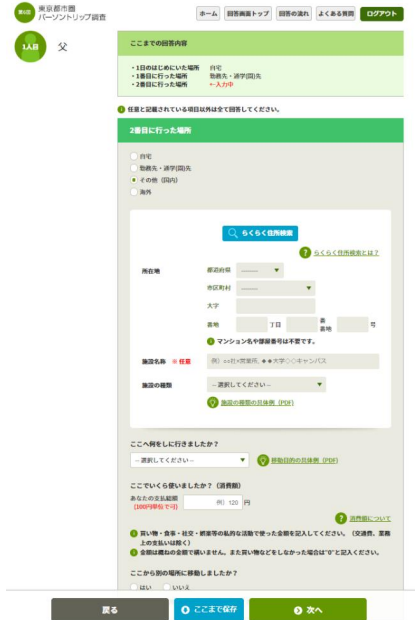 第6回 東京都市圏
パーソントリップ調査
ホーム 回答画面トップ 回答の流れ よくある質問 ログアウト
1人目 父
ここまでの回答内容
・1日のはじめにいた場所 自宅
・1番目に行った場所 勤務先・通学(園)先
・2番目に行った場所 ←入力中
任意と記載されている項目以外は全て回答してください。
2番目に行った場所
自宅
勤務先・通学(園)先
その他（国内）
海外
らくらく住所検索
? らくらく住所検索とは？
所在地 都道府県 ------ ▼
市区町村 ------ ▼
大字
番地 丁目 番
番地 号
マンション名や部屋番号は不要です。
施設名称 ※任意 例）○○社×営業所、●●大学◇◇キャンパス
施設の種類 -- 選択してください -- ▼
施設の種類の具体例（PDF）
ここへ何をしに行きましたか？
-- 選択してください -- ▼ 移動目的の具体例（PDF）
ここでいくら使いましたか？（消費額）
あなたの支払総額
(100円単位で可) 例）120 円
? 消費額について
買い物・食事・社交・娯楽等の私的な活動で使った金額を記入してください。（交通費、業務
上の支払いは除く）
金額は概ねの金額で構いません。また買い物などをしなかった場合は"0"と記入ください。
ここから別の場所に移動しましたか？
はい いいえ
戻る ここまで保存 次へ